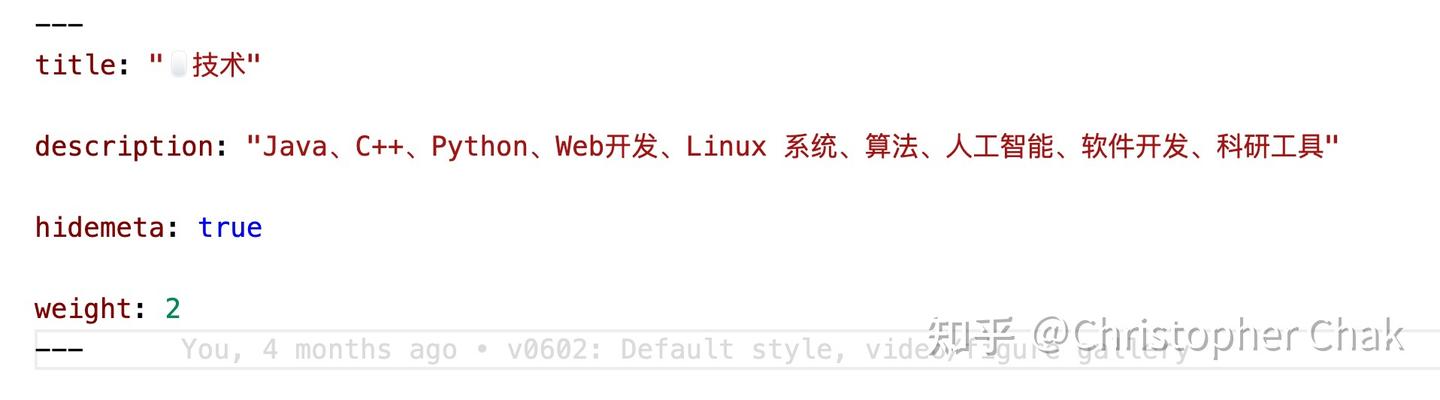 ---
title: "🖱️技术"
description: "Java、C++、Python、Web开发、Linux 系统、算法、人工智能、软件开发、科研工具"
hidemeta: true
weight: 2
---
You, 4 months ago • v0602: Default style, video/figure gallery
知乎 @Christopher Chak